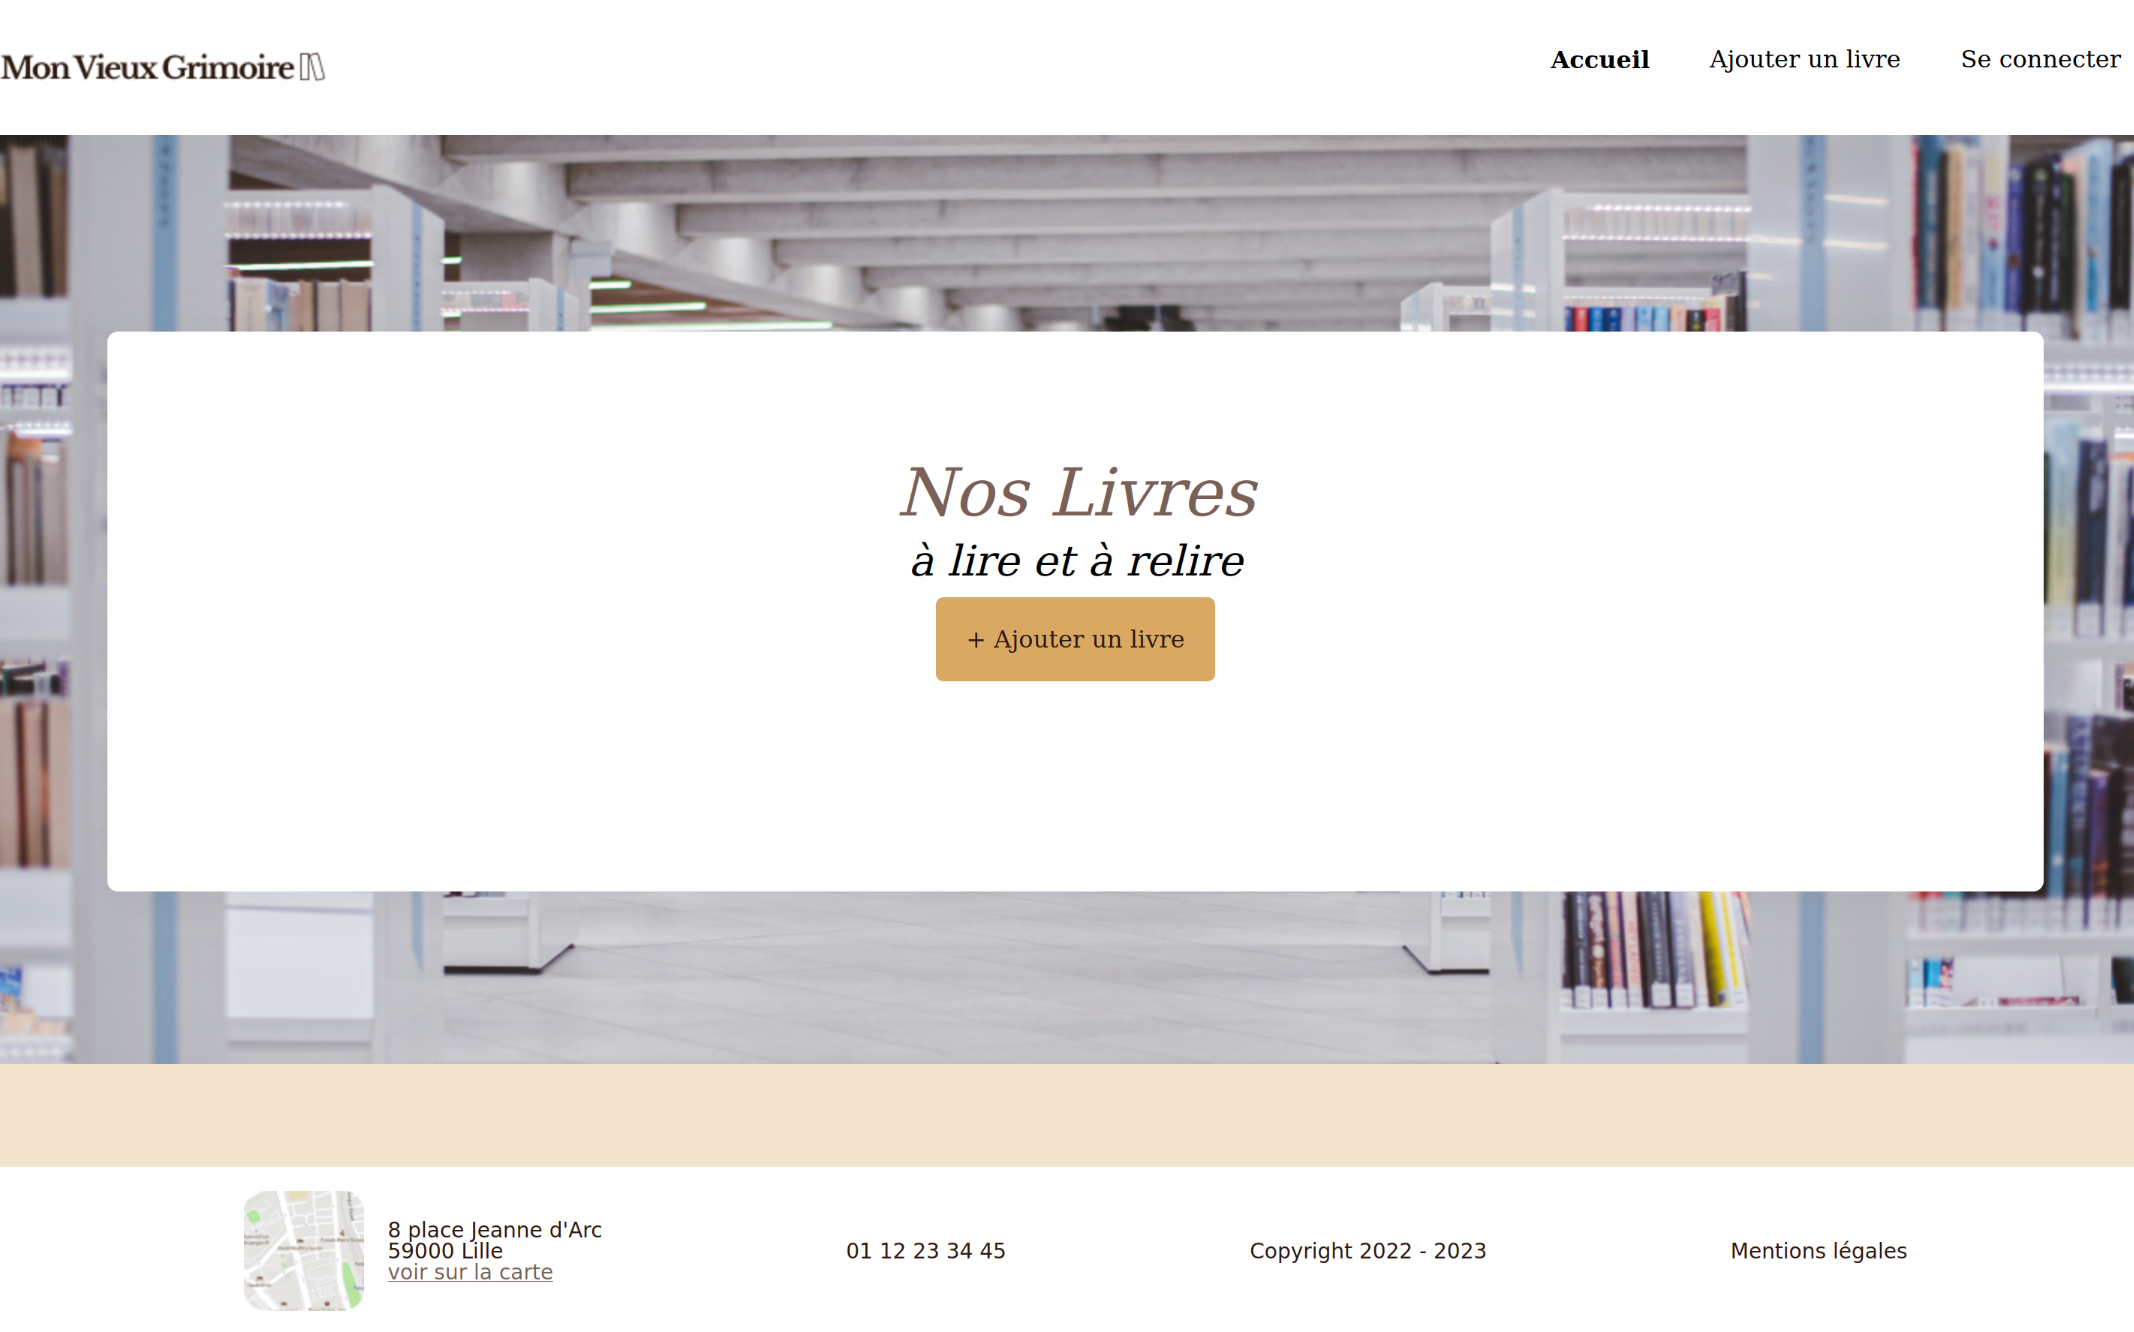 Mon Vieux Grimoire
Accueil
Ajouter un livre
Se connecter
Nos Livres
à lire et à relire
+ Ajouter un livre
8 place Jeanne d'Arc
59000 Lille
voir sur la carte
01 12 23 34 45
Copyright 2022 - 2023
Mentions légales